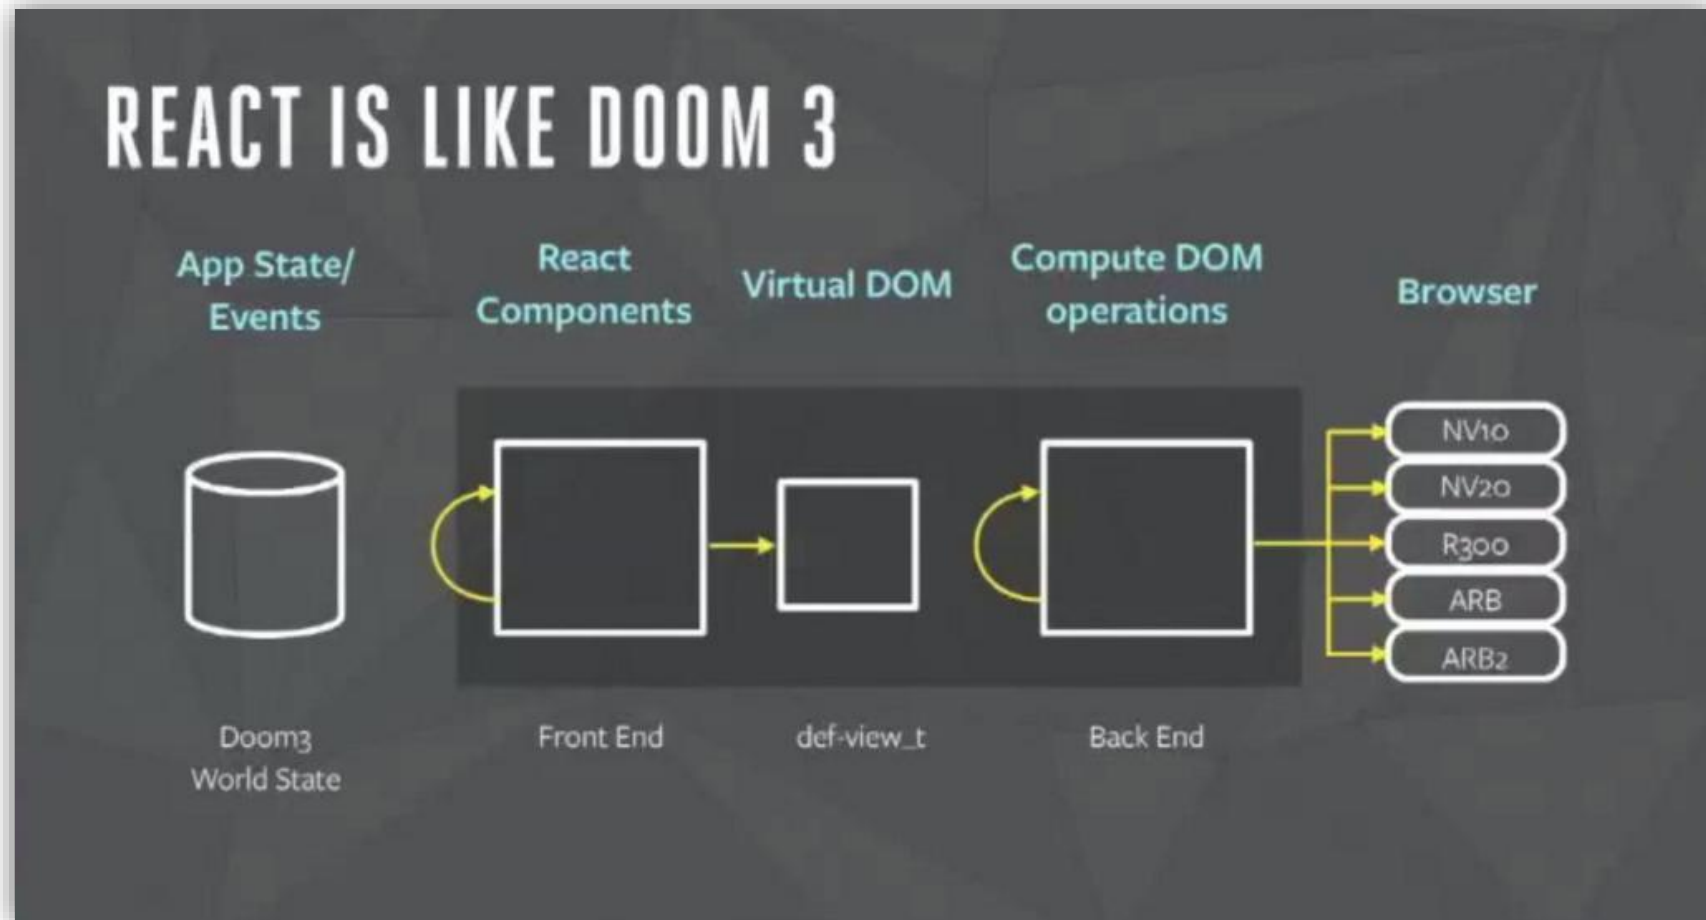 REACT IS LIKE DOOM 3
App State/
Events
React
Components
Virtual DOM
Compute DOM
operations
Browser
NV10
NV20
R300
ARB
ARB2
Doom3
World State
Front End
def-view_t
Back End